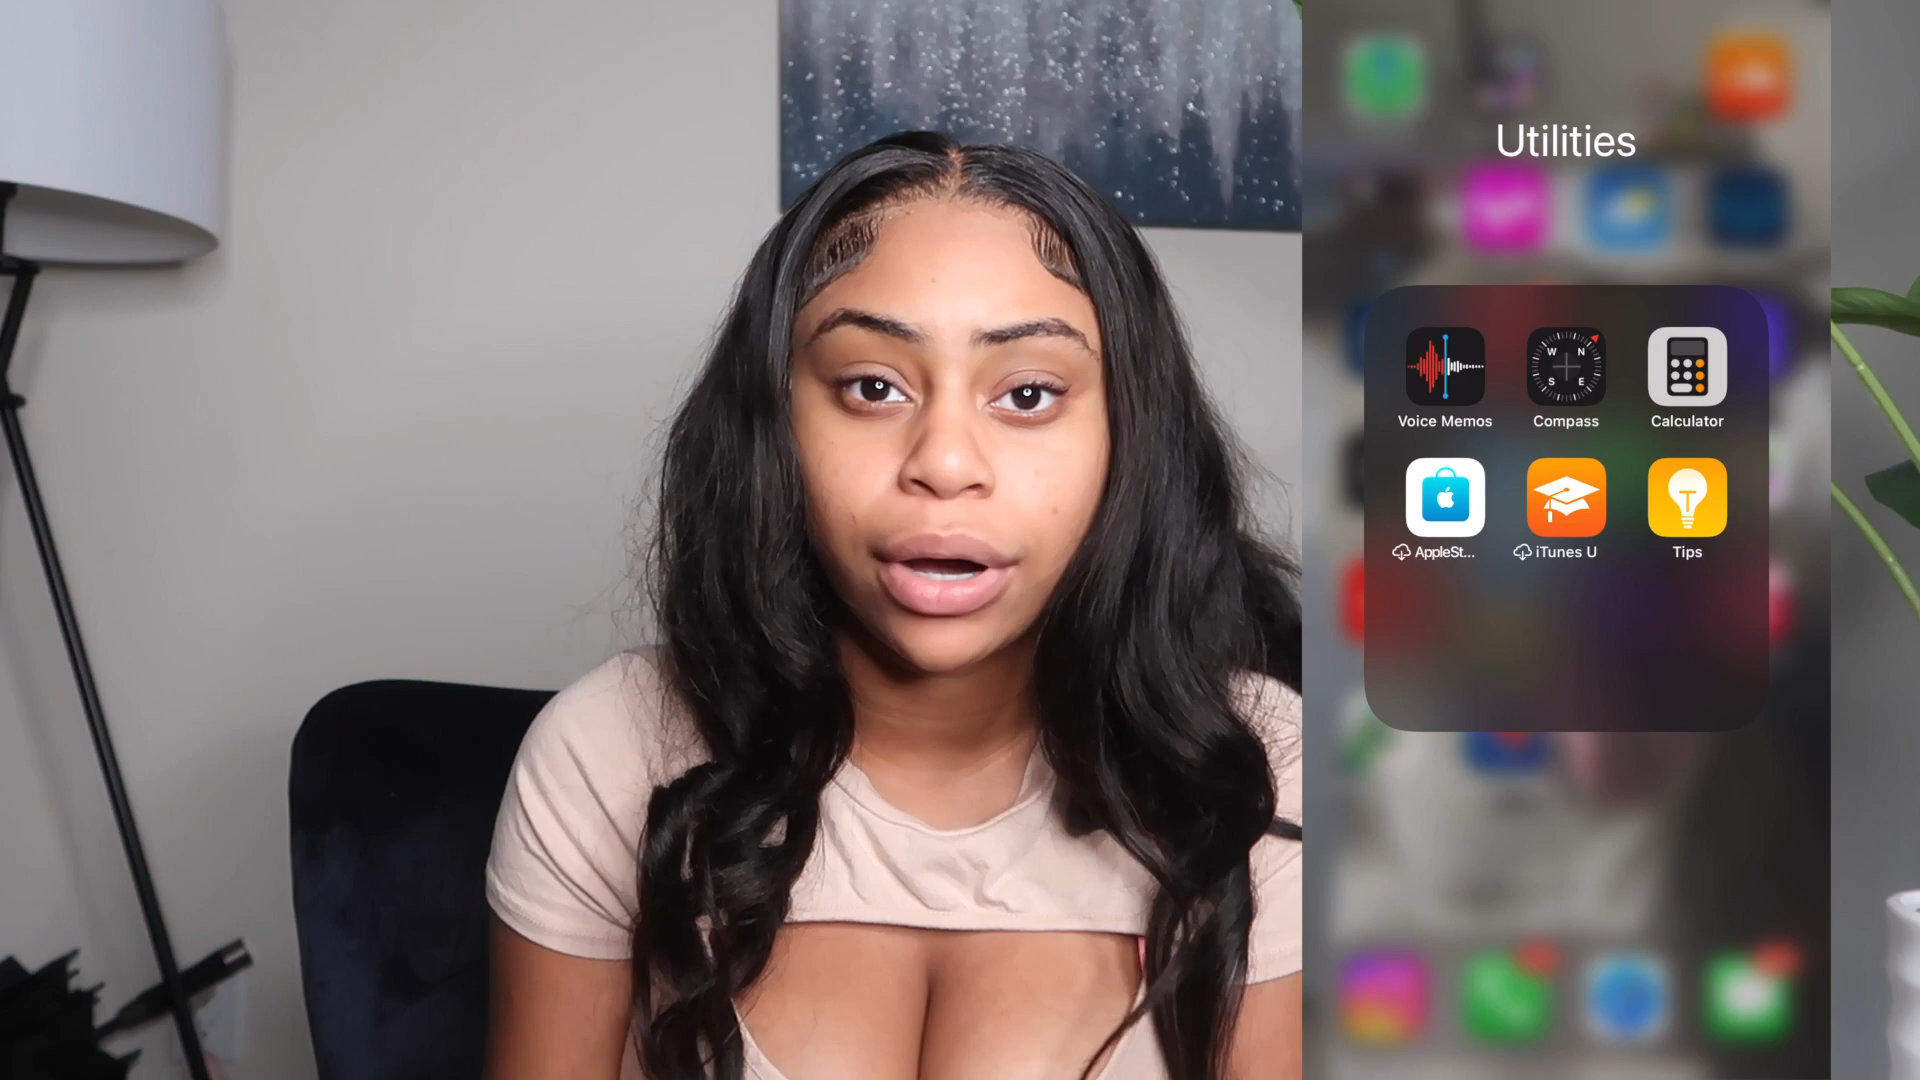 Utilities
W N
S E
Voice Memos Compass Calculator
AppleSt... iTunes U Tips